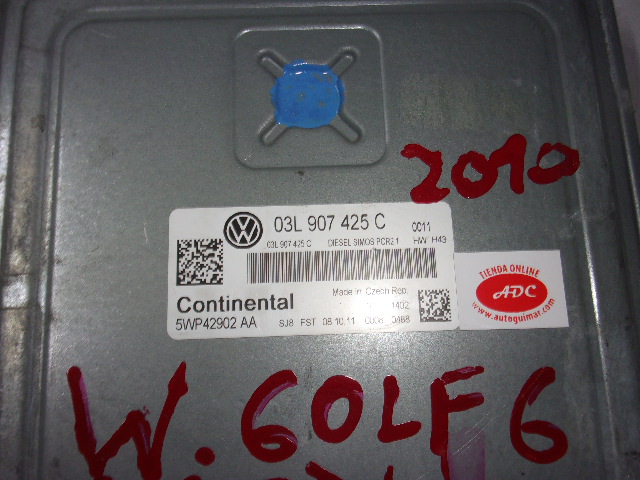 2010
VW
03L 907 425 C 0011
03L 907 425 C DIESEL SIMOS PCR2.1 HW H43
Made in Czech Rep.
Continental 1402
5WP42902 AA SJ8 FST 08.10.11
TIENDA ONLINE
ADC
www.autoguimar.com
W. GOLF 6